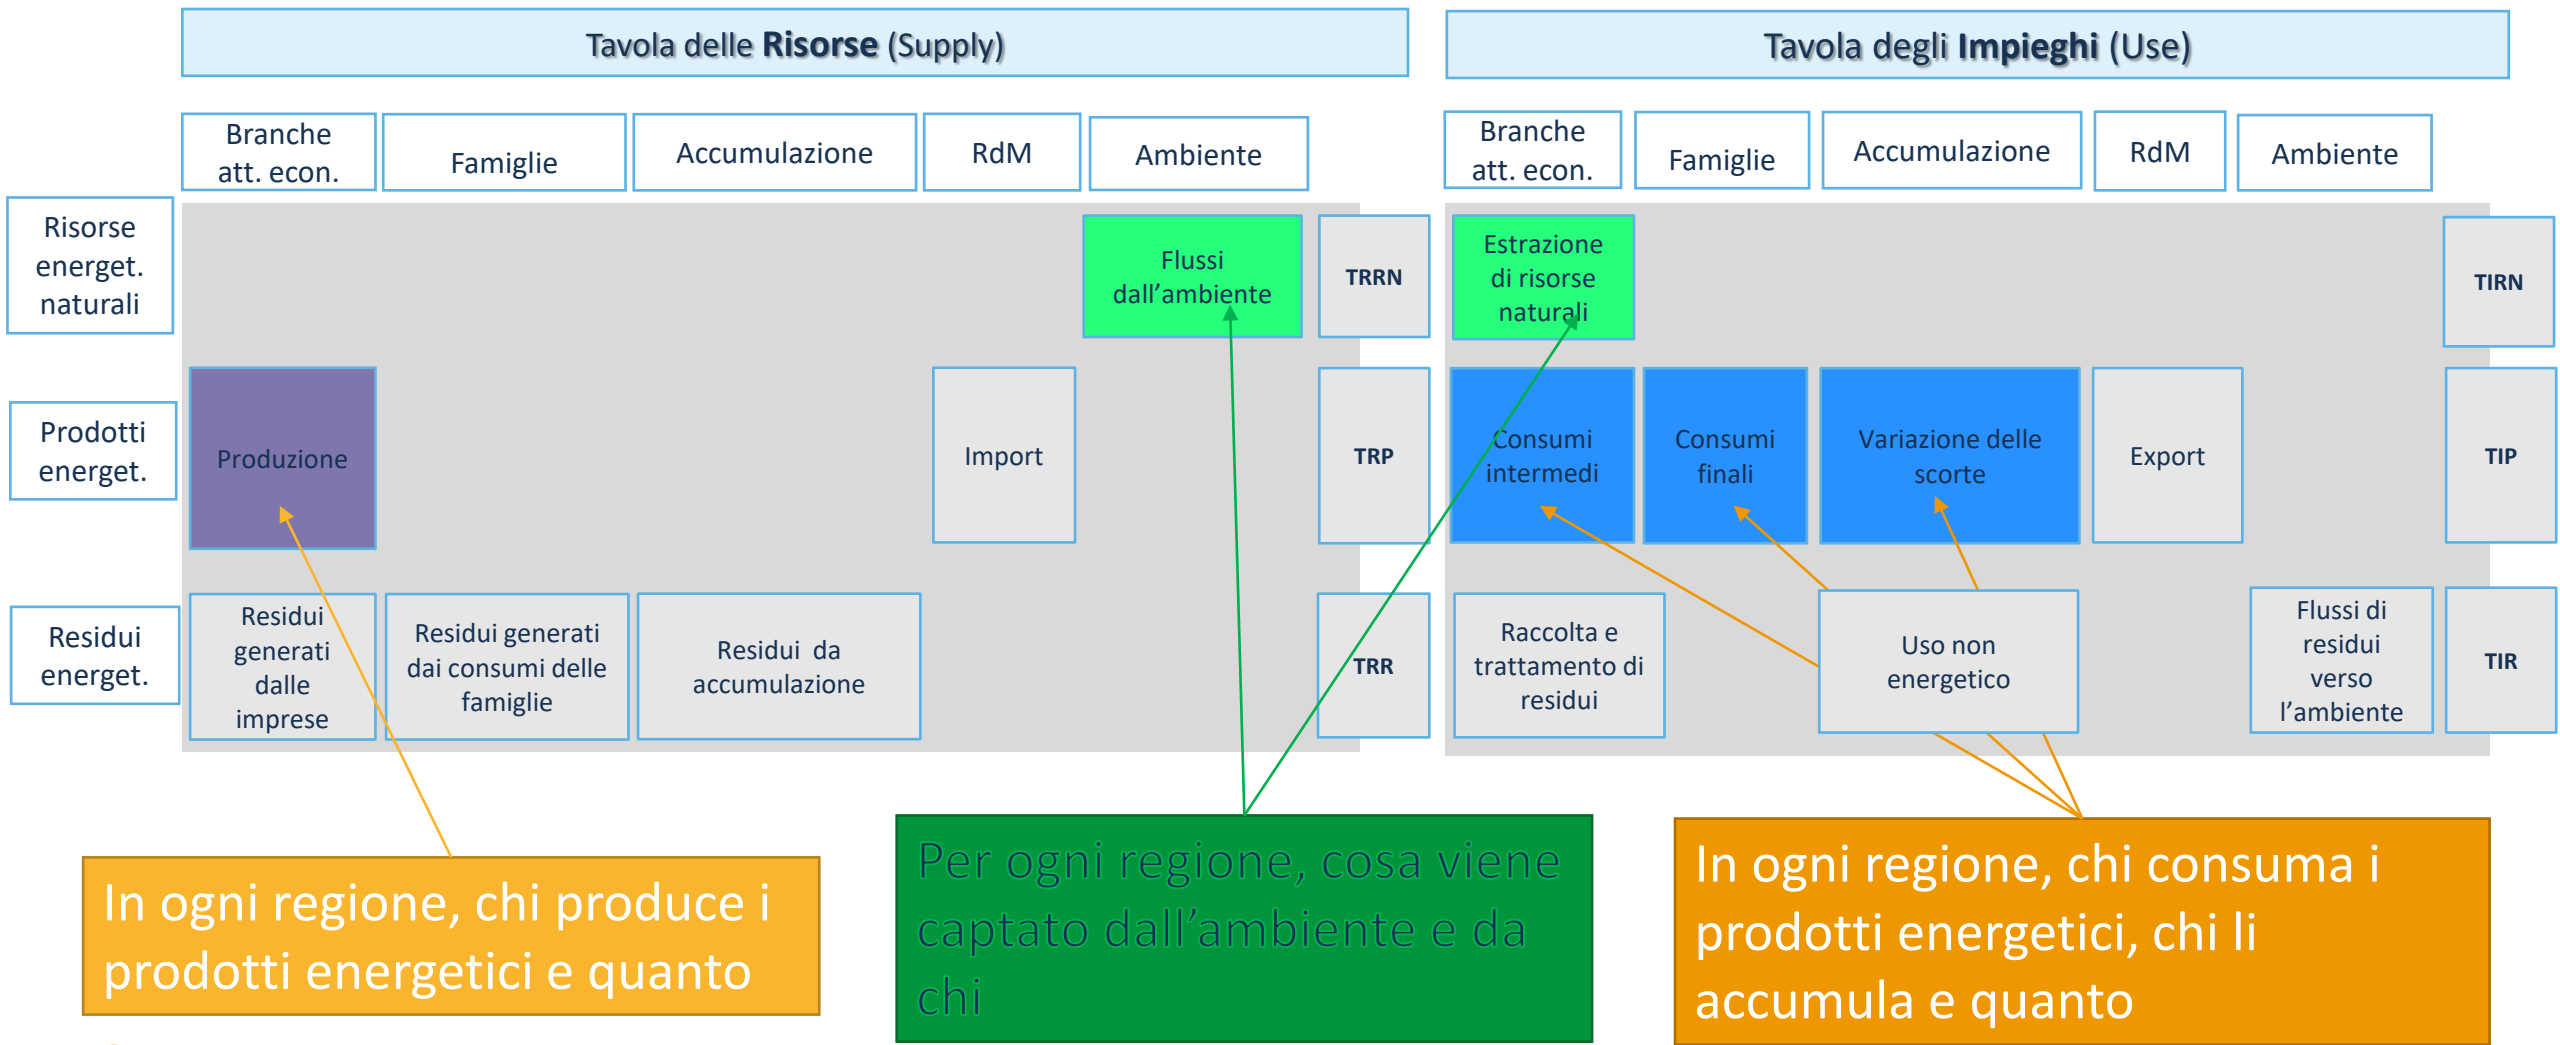 Tavola delle Risorse (Supply)
Tavola degli Impieghi (Use)
Branche
att. econ.
Famiglie
Accumulazione
RdM
Ambiente
Branche
att. econ.
Famiglie
Accumulazione
RdM
Ambiente
Risorse
energet.
naturali
Flussi
dall’ambiente
TRRN
Estrazione
di risorse
naturali
TIRN
Prodotti
energet.
Produzione
Import
TRP
Consumi
intermedi
Consumi
finali
Variazione delle
scorte
Export
TIP
Residui
energet.
Residui
generati
dalle
imprese
Residui generati
dai consumi delle
famiglie
Residui da
accumulazione
TRR
Raccolta e
trattamento di
residui
Uso non
energetico
Flussi di
residui
verso
l’ambiente
TIR
In ogni regione, chi produce i
prodotti energetici e quanto
Per ogni regione, cosa viene
captato dall’ambiente e da
chi
In ogni regione, chi consuma i
prodotti energetici, chi li
accumula e quanto